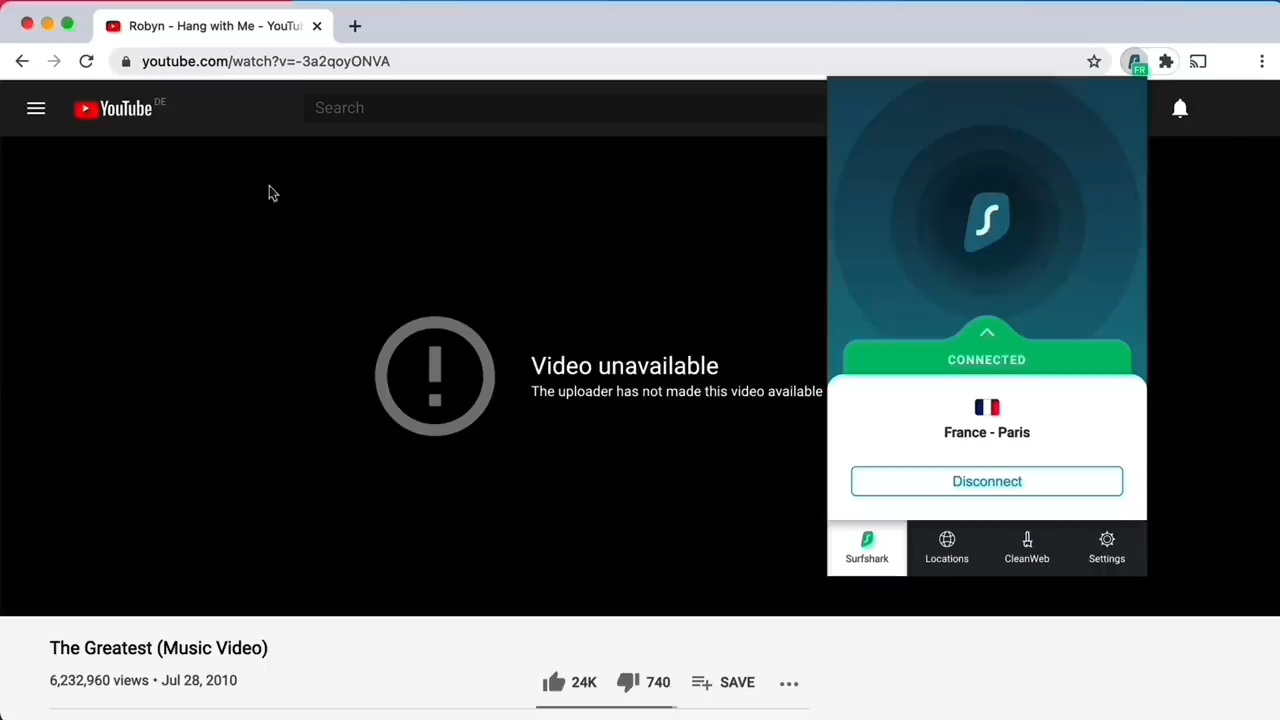 Robyn - Hang with Me - YouTu
youtube.com/watch?v=-3a2qoyONVA
FR
YouTube DE
Search
Video unavailable
The uploader has not made this video available
CONNECTED
France - Paris
Disconnect
Surfshark
Locations
CleanWeb
Settings
The Greatest (Music Video)
6,232,960 views • Jul 28, 2010
24K
740
SAVE